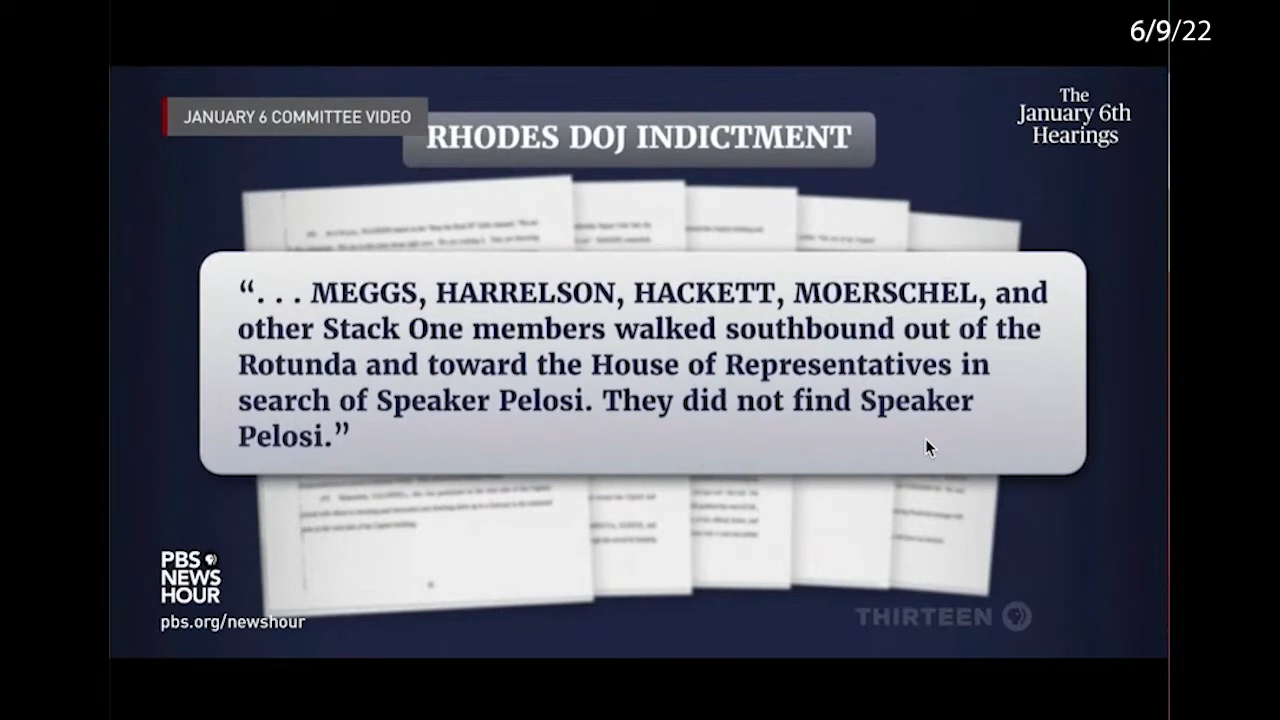 6/9/22
JANUARY 6 COMMITTEE VIDEO
The
January 6th
Hearings
RHODES DOJ INDICTMENT
“. . . MEGGS, HARRELSON, HACKETT, MOERSCHEL, and
other Stack One members walked southbound out of the
Rotunda and toward the House of Representatives in
search of Speaker Pelosi. They did not find Speaker
Pelosi.”
PBS
NEWS
HOUR
pbs.org/newshour
THIRTEEN PBS